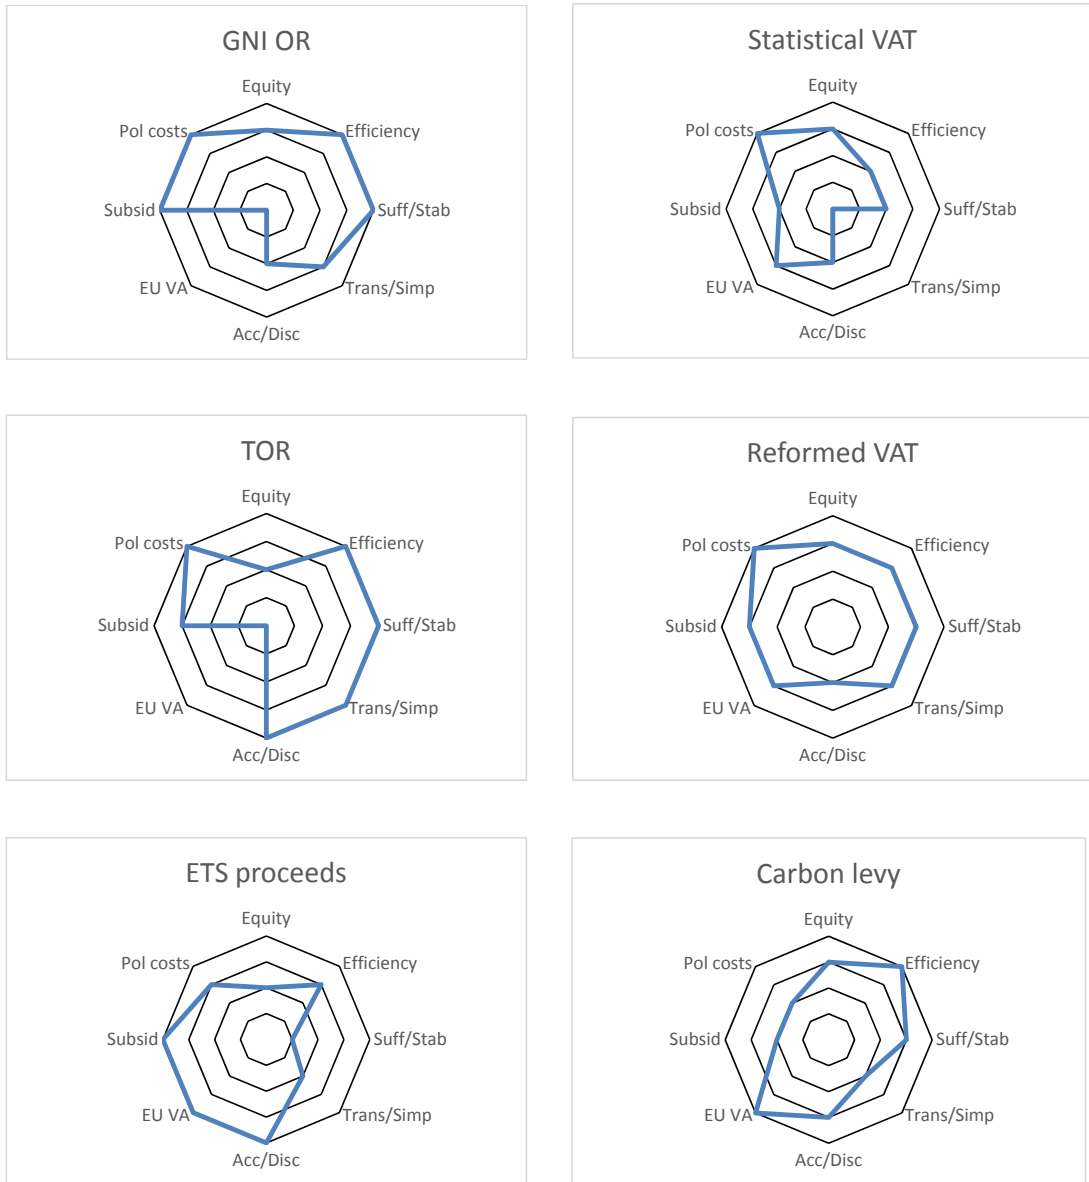 GNI OR
Equity
Pol costs
Efficiency
Subsid
Suff/Stab
EU VA
Trans/Simp
Acc/Disc
Statistical VAT
Equity
Pol costs
Efficiency
Subsid
Suff/Stab
EU VA
Trans/Simp
Acc/Disc
TOR
Equity
Pol costs
Efficiency
Subsid
Suff/Stab
EU VA
Trans/Simp
Acc/Disc
Reformed VAT
Equity
Pol costs
Efficiency
Subsid
Suff/Stab
EU VA
Trans/Simp
Acc/Disc
ETS proceeds
Equity
Pol costs
Efficiency
Subsid
Suff/Stab
EU VA
Trans/Simp
Acc/Disc
Carbon levy
Equity
Pol costs
Efficiency
Subsid
Suff/Stab
EU VA
Trans/Simp
Acc/Disc